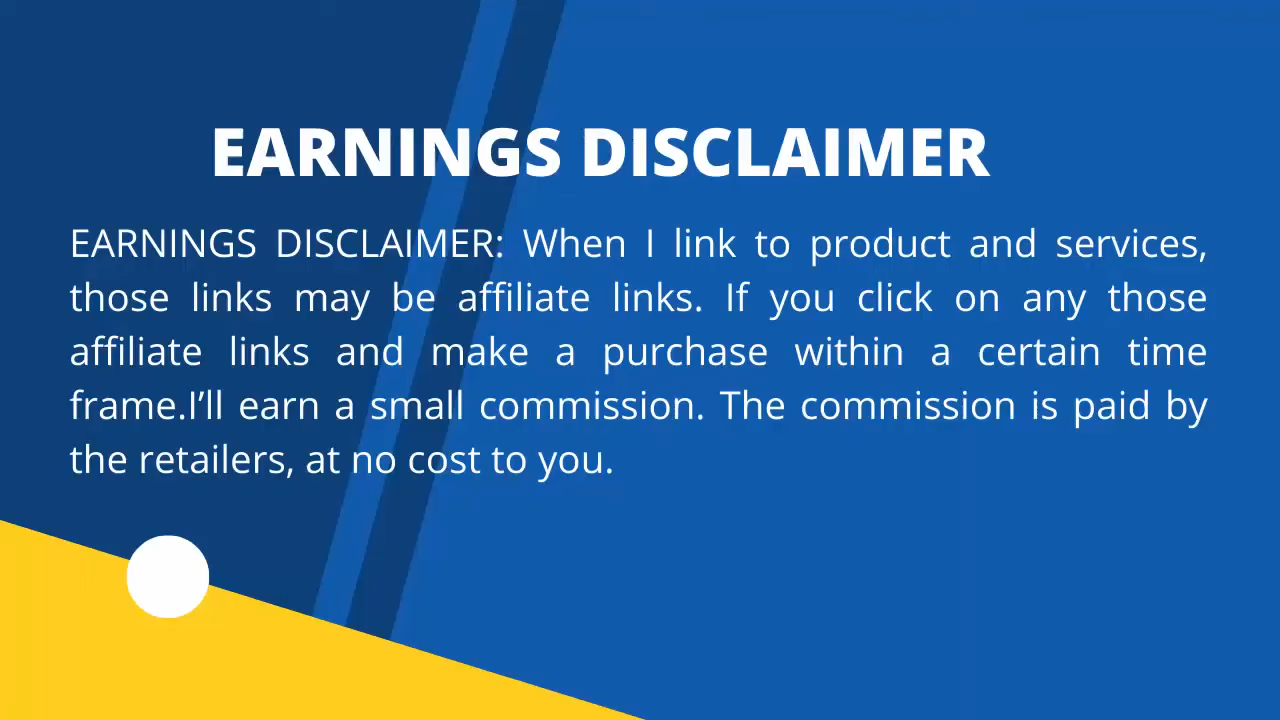 EARNINGS DISCLAIMER
EARNINGS DISCLAIMER: When I link to product and services,
those links may be affiliate links. If you click on any those
affiliate links and make a purchase within a certain time
frame.I’ll earn a small commission. The commission is paid by
the retailers, at no cost to you.